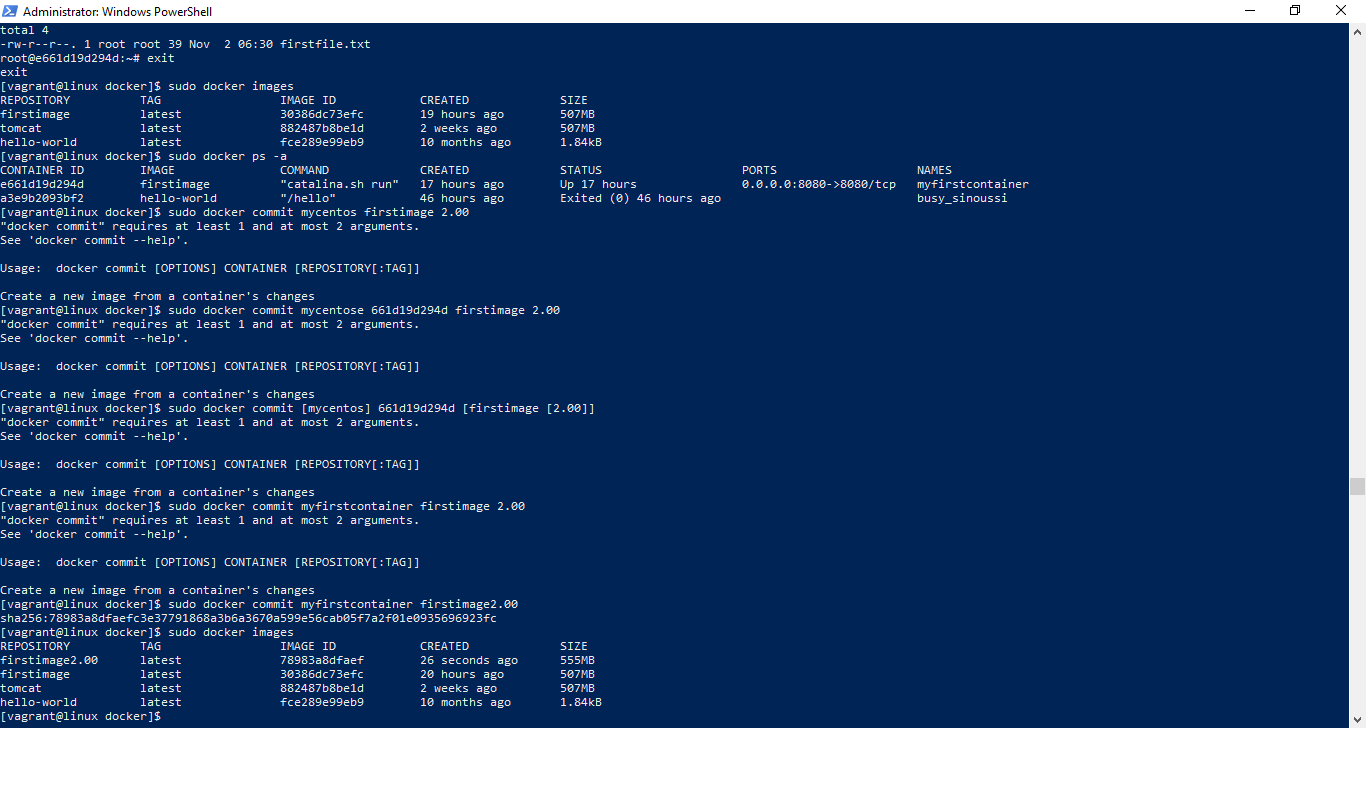 Administrator: Windows PowerShell
total 4
-rw-r--r--. 1 root root 39 Nov  2 06:30 firstfile.txt
root@e661d19d294d:~# exit
exit
[vagrant@linux docker]$ sudo docker images
REPOSITORY          TAG                 IMAGE ID            CREATED             SIZE
firstimage          latest              30386dc73efc        19 hours ago        507MB
tomcat              latest              882487b8be1d        2 weeks ago         507MB
hello-world         latest              fce289e99eb9        10 months ago       1.84kB
[vagrant@linux docker]$ sudo docker ps -a
CONTAINER ID        IMAGE               COMMAND             CREATED             STATUS                    PORTS                    NAMES
e661d19d294d        firstimage          "catalina.sh run"   17 hours ago        Up 17 hours               0.0.0.0:8080->8080/tcp   myfirstcontainer
a3e9b2093bf2        hello-world         "/hello"            46 hours ago        Exited (0) 46 hours ago                            busy_sinoussi
[vagrant@linux docker]$ sudo docker commit mycentos firstimage 2.00
"docker commit" requires at least 1 and at most 2 arguments.
See 'docker commit --help'.

Usage:  docker commit [OPTIONS] CONTAINER [REPOSITORY[:TAG]]

Create a new image from a container's changes
[vagrant@linux docker]$ sudo docker commit mycentose 661d19d294d firstimage 2.00
"docker commit" requires at least 1 and at most 2 arguments.
See 'docker commit --help'.

Usage:  docker commit [OPTIONS] CONTAINER [REPOSITORY[:TAG]]

Create a new image from a container's changes
[vagrant@linux docker]$ sudo docker commit [mycentos] 661d19d294d [firstimage [2.00]]
"docker commit" requires at least 1 and at most 2 arguments.
See 'docker commit --help'.

Usage:  docker commit [OPTIONS] CONTAINER [REPOSITORY[:TAG]]

Create a new image from a container's changes
[vagrant@linux docker]$ sudo docker commit myfirstcontainer firstimage 2.00
"docker commit" requires at least 1 and at most 2 arguments.
See 'docker commit --help'.

Usage:  docker commit [OPTIONS] CONTAINER [REPOSITORY[:TAG]]

Create a new image from a container's changes
[vagrant@linux docker]$ sudo docker commit myfirstcontainer firstimage2.00
sha256:78983a8dfaefc3e37791868a3b6a3670a599e56cab05f7a2f01e0935696923fc
[vagrant@linux docker]$ sudo docker images
REPOSITORY          TAG                 IMAGE ID            CREATED             SIZE
firstimage2.00      latest              78983a8dfaef        26 seconds ago      555MB
firstimage          latest              30386dc73efc        20 hours ago        507MB
tomcat              latest              882487b8be1d        2 weeks ago         507MB
hello-world         latest              fce289e99eb9        10 months ago       1.84kB
[vagrant@linux docker]$